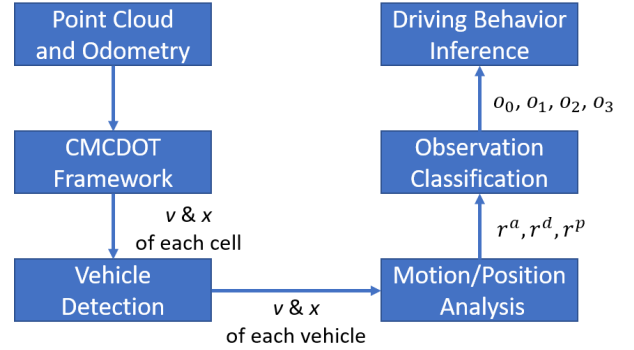 Point Cloud
and Odometry
CMCDOT
Framework
v & x
of each cell
Vehicle
Detection
v & x
of each vehicle
Motion/Position
Analysis
r^a, r^d, r^p
Observation
Classification
o_0, o_1, o_2, o_3
Driving Behavior
Inference